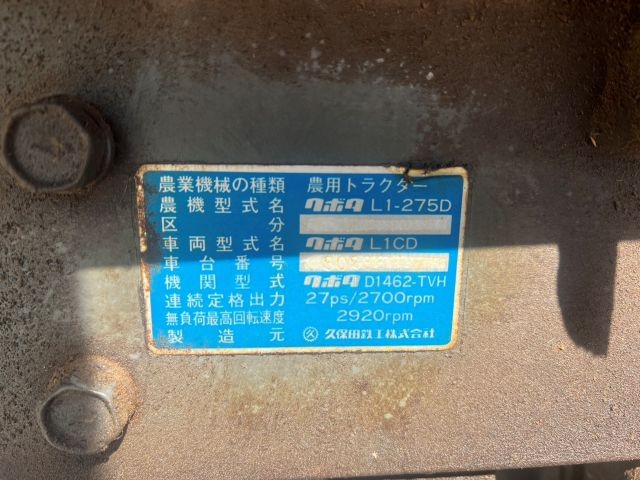 農業機械の種類 農用トラクター
農機型式名 クボタ L1-275D
区分
車両型式名 クボタ L1CD
車台番号
機関型式 クボタ D1462-TVH
連続定格出力 27ps/2700rpm
無負荷最高回転速度 2920rpm
製造元 久 久保田鉄工株式会社